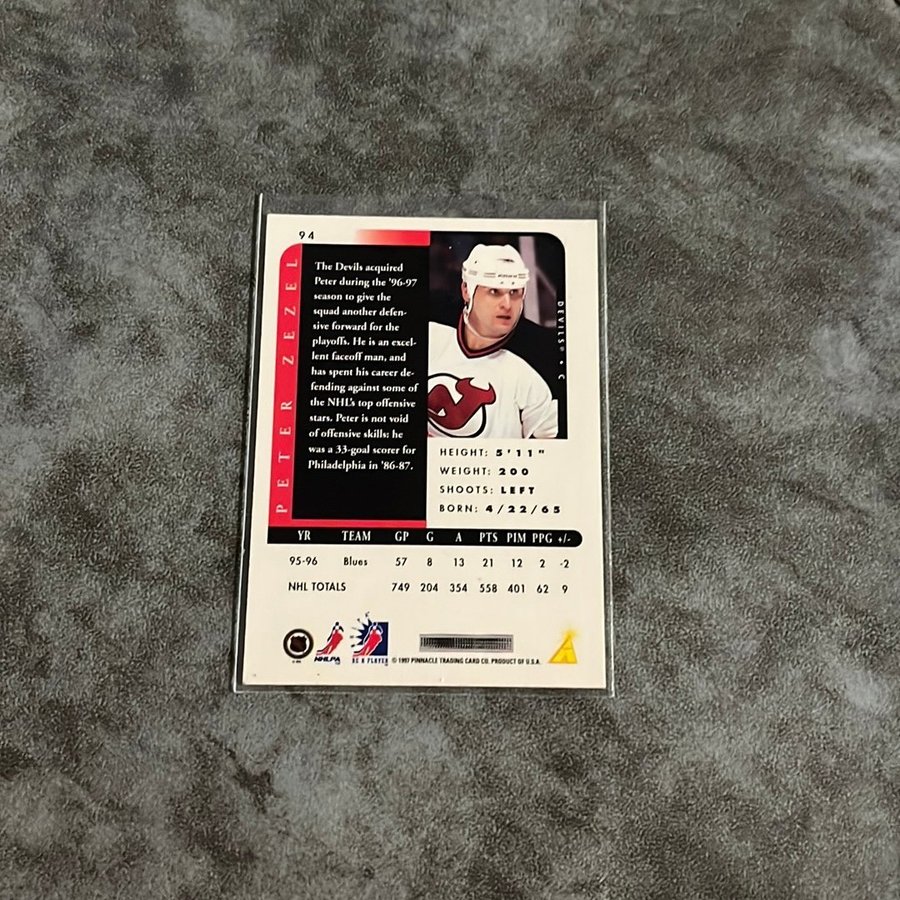 94
PETER ZEZEL
The Devils acquired
Peter during the '96-97
season to give the
squad another defen-
sive forward for the
playoffs. He is an excel-
lent faceoff man, and
has spent his career de-
fending against some of
the NHL's top offensive
stars. Peter is not void
of offensive skills: he
was a 33-goal scorer for
Philadelphia in '86-87.
DEVILS® • C
HEIGHT: 5'11"
WEIGHT: 200
SHOOTS: LEFT
BORN: 4/22/65
YR TEAM GP G A PTS PIM PPG +/-
95-96 Blues 57 8 13 21 12 2 -2
NHL TOTALS 749 204 354 558 401 62 9
NHLPA
BE A PLAYER
© 1997 PINNACLE TRADING CARD CO. PRODUCT OF U.S.A.